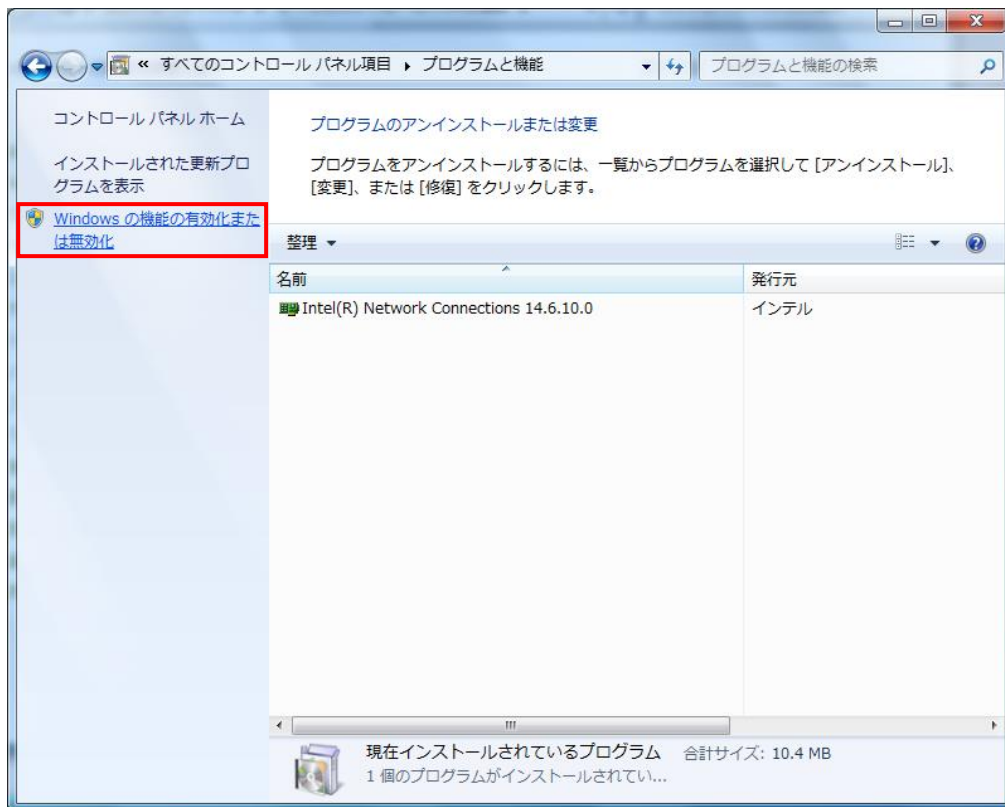 « すべてのコントロール パネル項目 ▸ プログラムと機能
プログラムと機能の検索
コントロール パネル ホーム
インストールされた更新プロ
グラムを表示
Windows の機能の有効化また
は無効化
プログラムのアンインストールまたは変更
プログラムをアンインストールするには、一覧からプログラムを選択して [アンインストール]、
[変更]、または [修復] をクリックします。
整理
名前
発行元
Intel(R) Network Connections 14.6.10.0
インテル
現在インストールされているプログラム 合計サイズ: 10.4 MB
1 個のプログラムがインストールされてい...